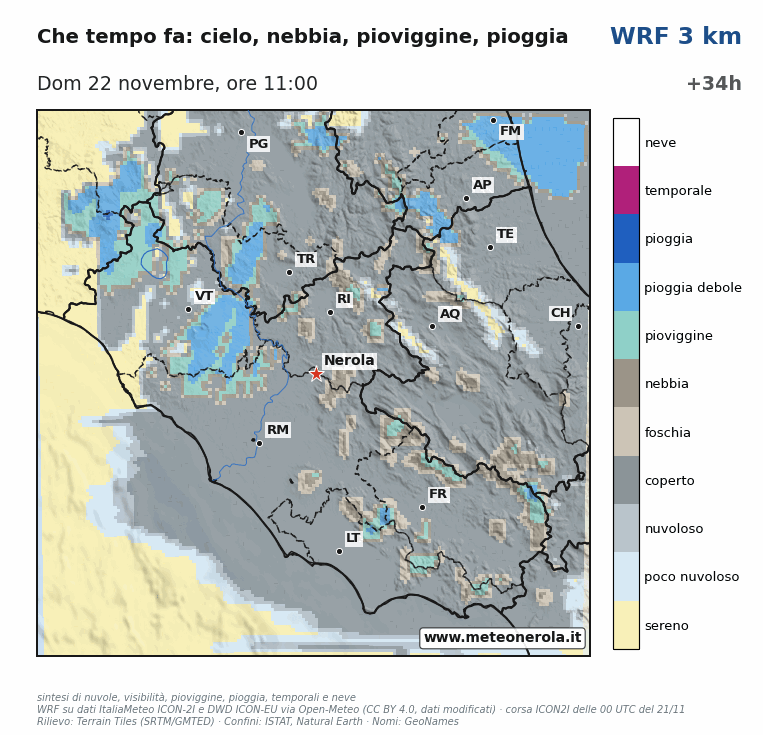 Che tempo fa: cielo, nebbia, pioviggine, pioggia
WRF 3 km
Dom 22 novembre, ore 11:00
+34h
PG
FM
AP
TE
TR
VT
RI
AQ
CH
Nerola
RM
FR
LT
www.meteonerola.it
neve
temporale
pioggia
pioggia debole
pioviggine
nebbia
foschia
coperto
nuvoloso
poco nuvoloso
sereno
sintesi di nuvole, visibilità, pioviggine, pioggia, temporali e neve
WRF su dati ItaliaMeteo ICON-2I e DWD ICON-EU via Open-Meteo (CC BY 4.0, dati modificati) · corsa ICON2I delle 00 UTC del 21/11
Rilievo: Terrain Tiles (SRTM/GMTED) · Confini: ISTAT, Natural Earth · Nomi: GeoNames